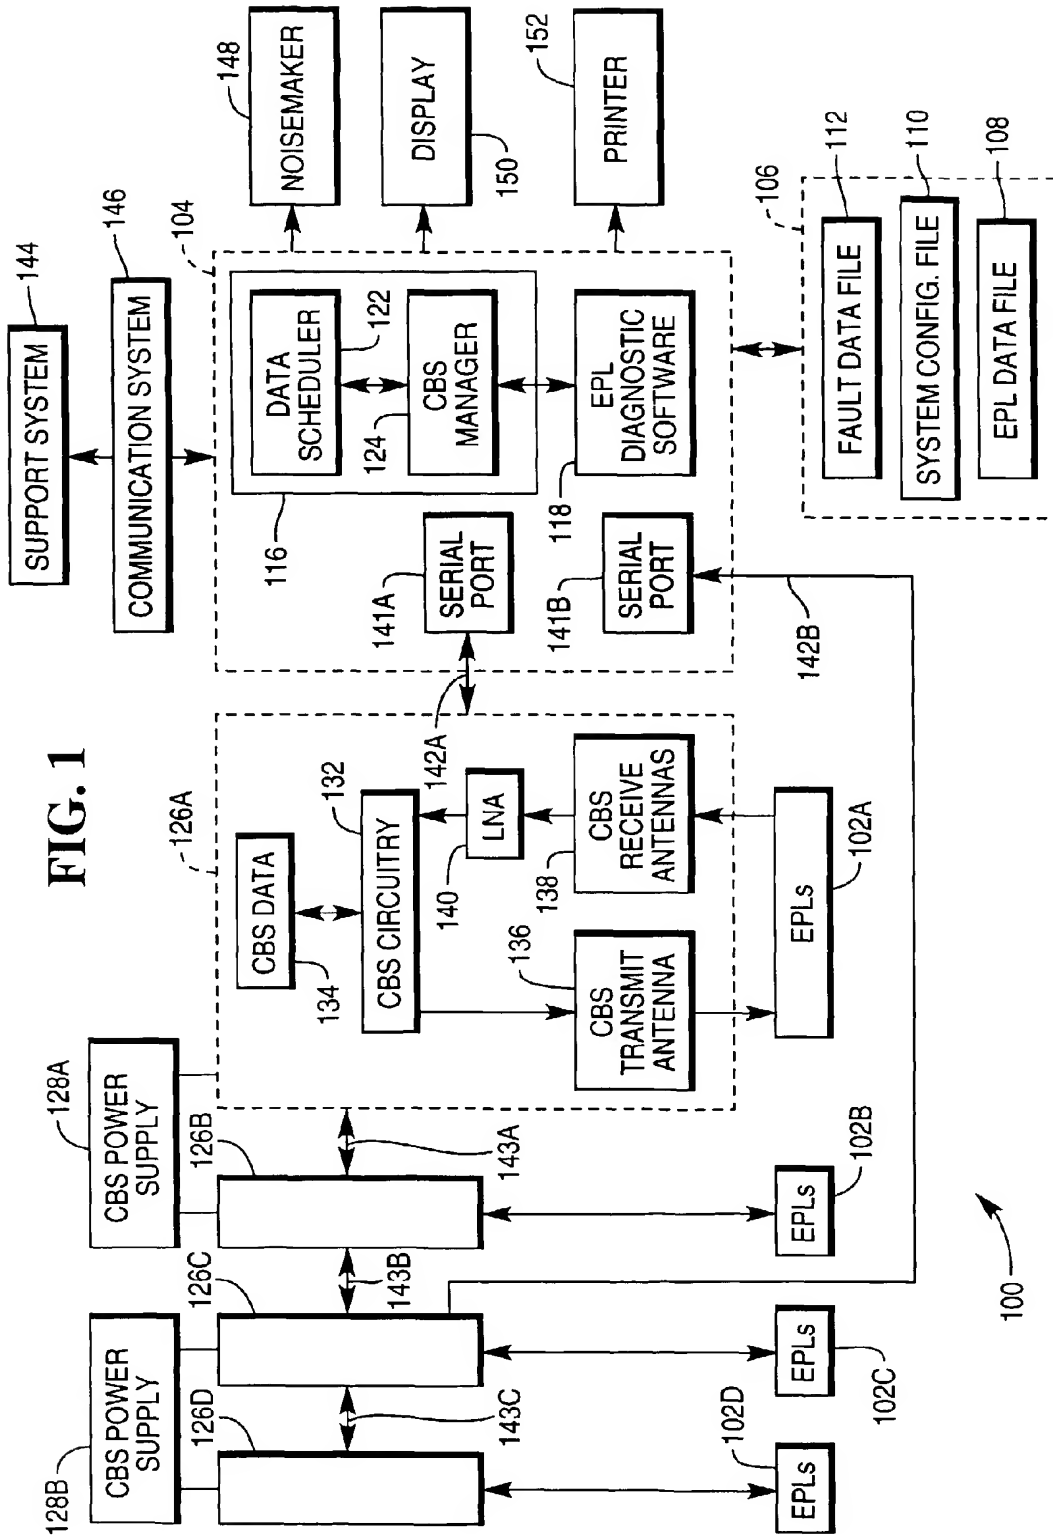 FIG. 1
128B
CBS POWER
SUPPLY
128A
CBS POWER
SUPPLY
126D
126C
126B
126A
143C
143B
143A
CBS DATA
134
132
CBS CIRCUITRY
140
LNA
142A
CBS
TRANSMIT
ANTENNA
136
CBS
RECEIVE
ANTENNAS
138
EPLs
102D
EPLs
102C
EPLs
102B
EPLs
102A
100
SUPPORT SYSTEM
144
COMMUNICATION SYSTEM
146
104
116
DATA
SCHEDULER
122
124
CBS
MANAGER
118
EPL
DIAGNOSTIC
SOFTWARE
141A
SERIAL
PORT
141B
SERIAL
PORT
142B
148
NOISEMAKER
DISPLAY
150
152
PRINTER
106
FAULT DATA FILE
112
SYSTEM CONFIG. FILE
110
EPL DATA FILE
108